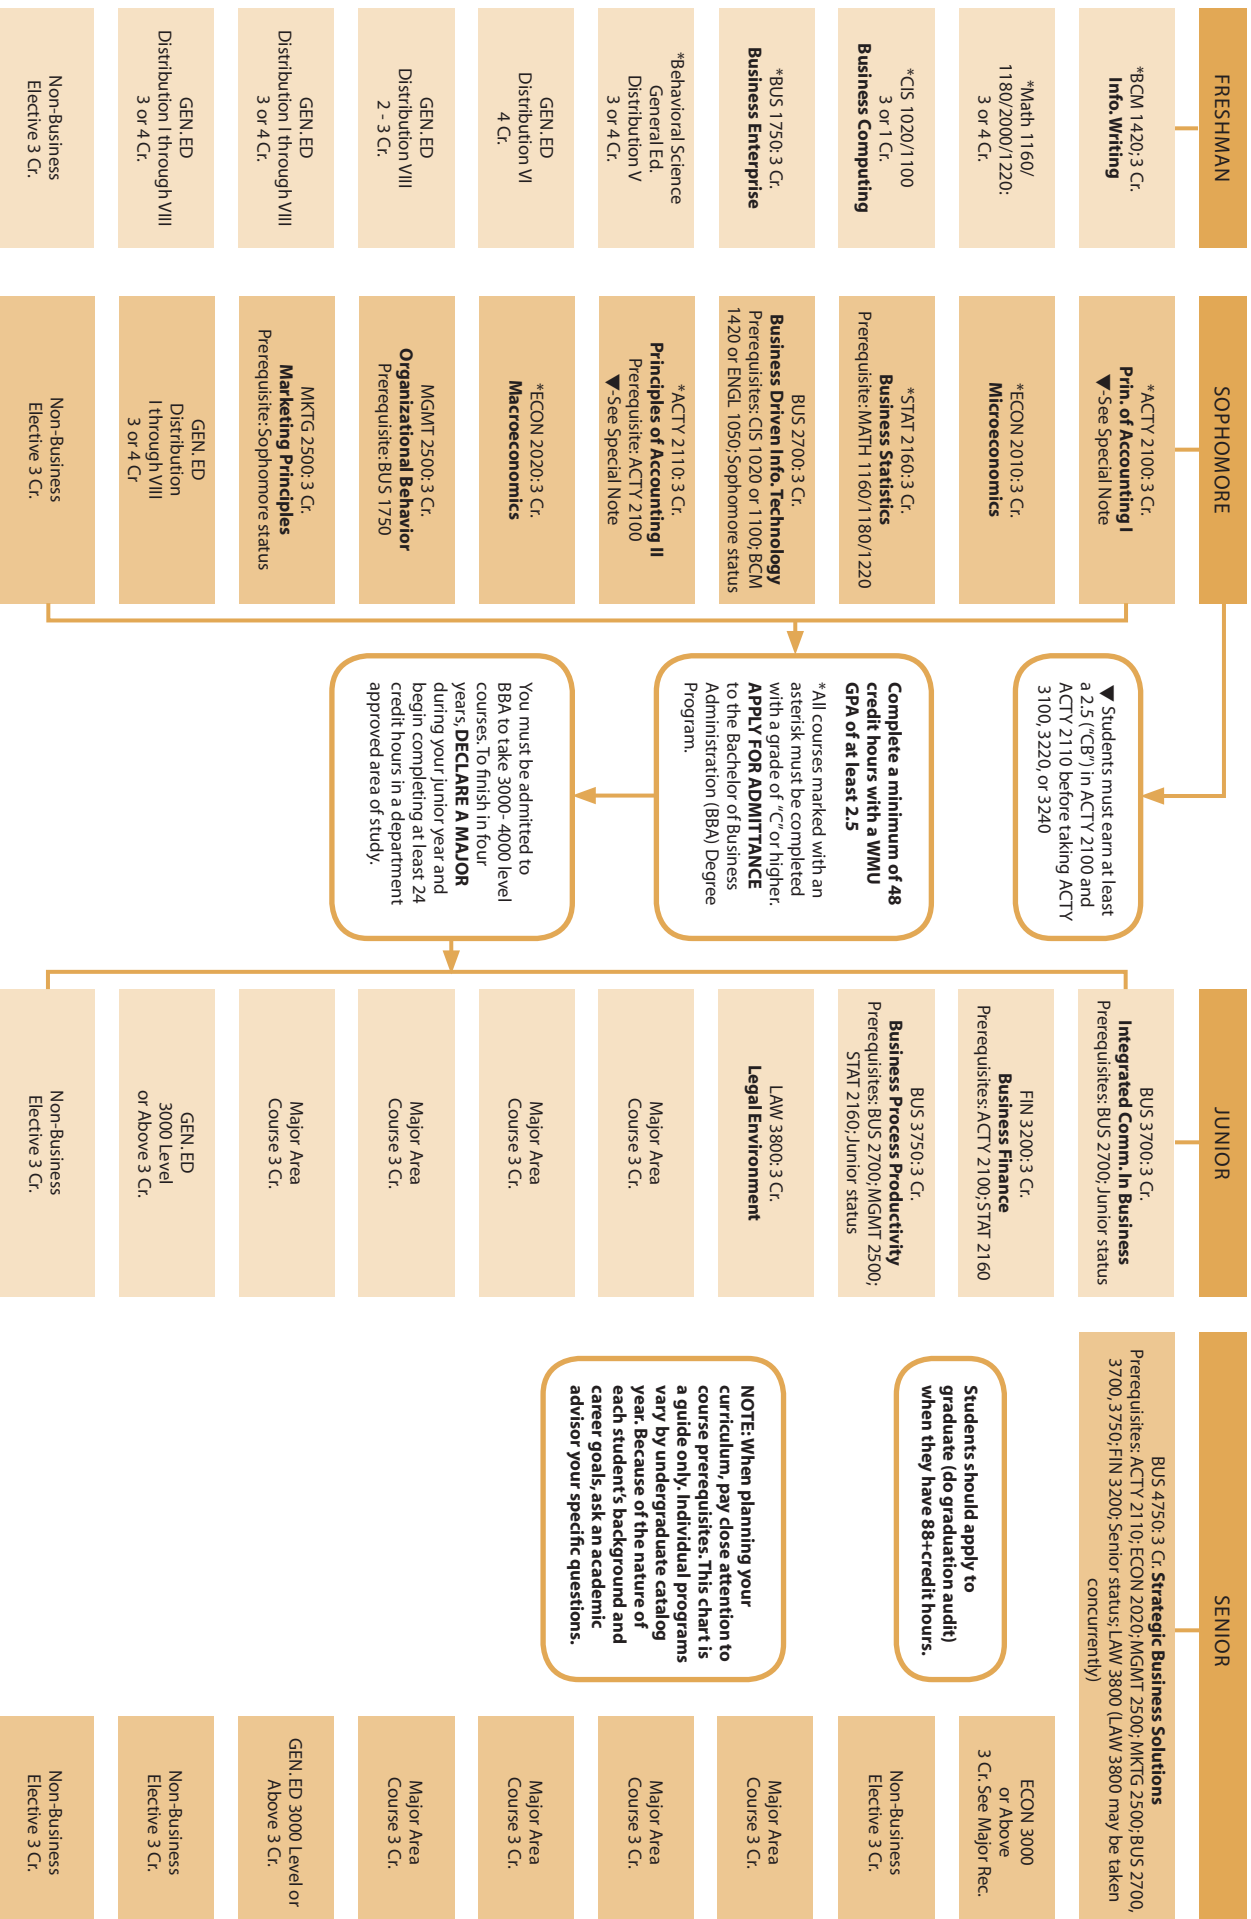 FRESHMAN
*BCM 1420; 3 Cr.
Info. Writing
*Math 1160/
1180/2000/1220:
3 or 4 Cr.
*CIS 1020/1100
3 or 1 Cr.
Business Computing
*BUS 1750: 3 Cr.
Business Enterprise
*Behavioral Science
General Ed.
Distribution V
3 or 4 Cr.
GEN. ED
Distribution VI
4 Cr.
GEN. ED
Distribution VIII
2 - 3 Cr.
GEN. ED
Distribution I through VIII
3 or 4 Cr.
GEN. ED
Distribution I through VIII
3 or 4 Cr.
Non-Business
Elective 3 Cr.
SOPHOMORE
*ACTY 2100: 3 Cr.
Prin. of Accounting I
▼-See Special Note
*ECON 2010: 3 Cr.
Microeconomics
*STAT 2160: 3 Cr.
Business Statistics
Prerequisite: MATH 1160/1180/1220
BUS 2700: 3 Cr.
Business Driven Info. Technology
Prerequisites: CIS 1020 or 1100; BCM
1420 or ENGL 1050; Sophomore status
*ACTY 2110: 3 Cr.
Principles of Accounting II
Prerequisite: ACTY 2100
▼-See Special Note
*ECON 2020: 3 Cr.
Macroeconomics
MGMT 2500: 3 Cr.
Organizational Behavior
Prerequisite: BUS 1750
MKTG 2500: 3 Cr.
Marketing Principles
Prerequisite: Sophomore status
GEN. ED
Distribution
I through VIII
3 or 4 Cr
Non-Business
Elective 3 Cr.
▼ Students must earn at least
a 2.5 (“CB”) in ACTY 2100 and
ACTY 2110 before taking ACTY
3100, 3220, or 3240
Complete a minimum of 48
credit hours with a WMU
GPA of at least 2.5
*All courses marked with an
asterisk must be completed
with a grade of “C” or higher.
APPLY FOR ADMITTANCE
to the Bachelor of Business
Administration (BBA) Degree
Program.
You must be admitted to
BBA to take 3000- 4000 level
courses. To finish in four
years, DECLARE A MAJOR
during your junior year and
begin completing at least 24
credit hours in a department
approved area of study.
JUNIOR
BUS 3700: 3 Cr.
Integrated Comm. In Business
Prerequisites: BUS 2700; Junior status
FIN 3200: 3 Cr.
Business Finance
Prerequisites: ACTY 2100; STAT 2160
BUS 3750: 3 Cr.
Business Process Productivity
Prerequisites: BUS 2700; MGMT 2500;
STAT 2160; Junior status
LAW 3800: 3 Cr.
Legal Environment
Major Area
Course 3 Cr.
Major Area
Course 3 Cr.
Major Area
Course 3 Cr.
Major Area
Course 3 Cr.
GEN. ED
3000 Level
or Above 3 Cr.
Non-Business
Elective 3 Cr.
SENIOR
BUS 4750: 3 Cr. Strategic Business Solutions
Prerequisites: ACTY 2110; ECON 2020; MGMT 2500; MKTG 2500; BUS 2700,
3700, 3750; FIN 3200; Senior status; LAW 3800 (LAW 3800 may be taken
concurrently)
Students should apply to
graduate (do graduation audit)
when they have 88+credit hours.
NOTE: When planning your
curriculum, pay close attention to
course prerequisites. This chart is
a guide only. Individual programs
vary by undergraduate catalog
year. Because of the nature of
each student’s background and
career goals, ask an academic
advisor your specific questions.
ECON 3000
or Above
3 Cr. See Major Rec.
Non-Business
Elective 3 Cr.
Major Area
Course 3 Cr.
Major Area
Course 3 Cr.
Major Area
Course 3 Cr.
Major Area
Course 3 Cr.
GEN. ED 3000 Level or
Above 3 Cr.
Non-Business
Elective 3 Cr.
Non-Business
Elective 3 Cr.